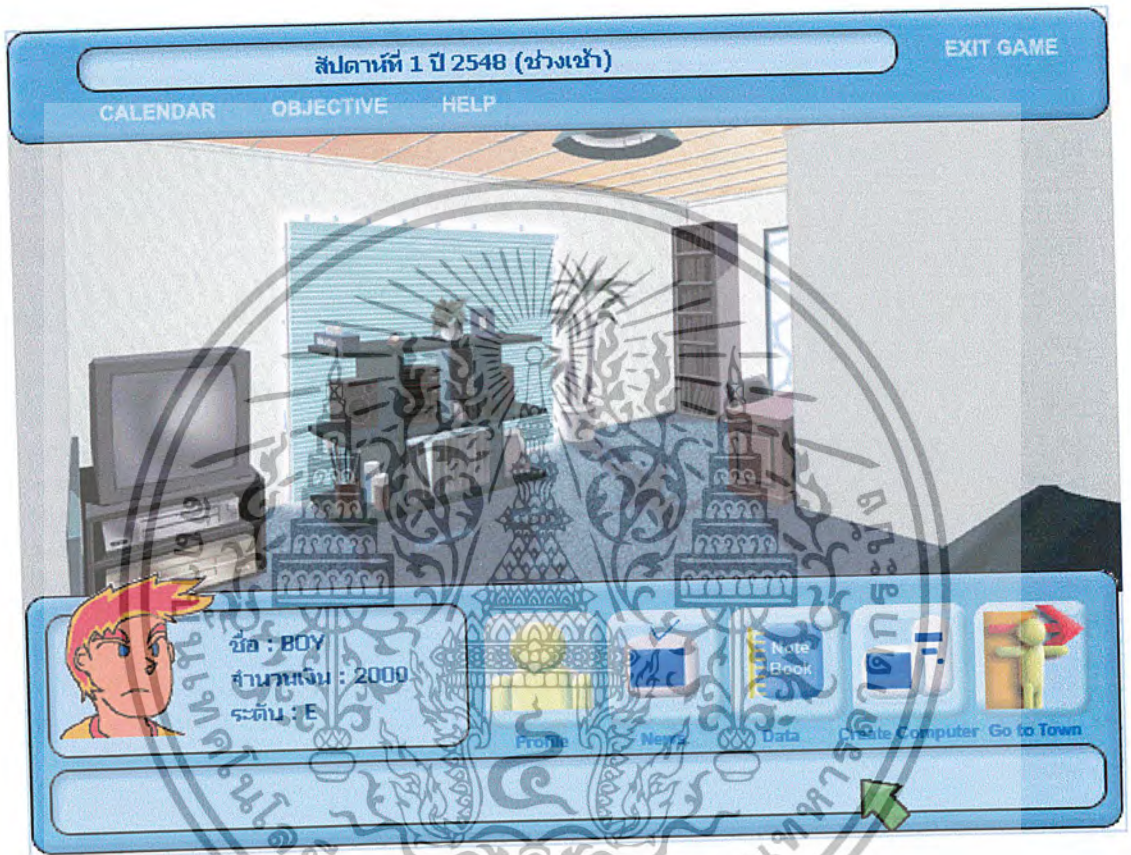 สัปดาห์ที่ 1 ปี 2548 (ช่วงเช้า)
EXIT GAME
CALENDAR OBJECTIVE HELP
ชื่อ : BOY
จำนวนเงิน : 2000
ระดับ : E
Note
Book
Profile News Data Create Computer Go to Town